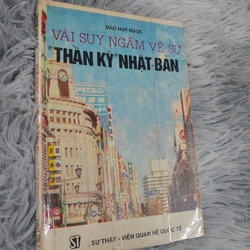 ĐÀO HUY NGỌC
VÀI SUY NGẪM VỀ SỰ
"THẦN KỲ" NHẬT BẢN
ST
SỰ THẬT - VIỆN QUAN HỆ QUỐC TẾ